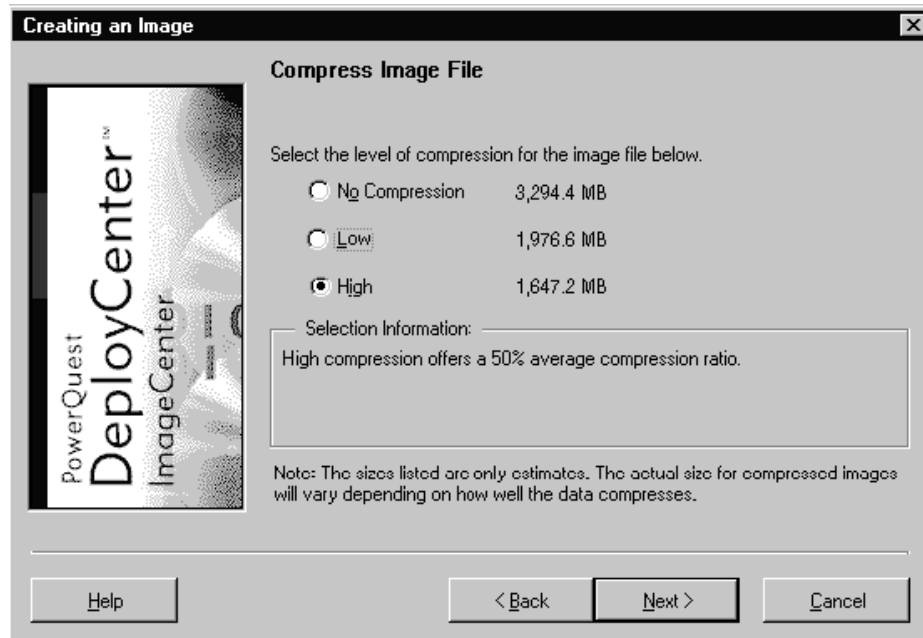 Creating an Image
Compress Image File
Select the level of compression for the image file below.
No Compression 3,294.4 MB
Low 1,976.6 MB
High 1,647.2 MB
Selection Information:
High compression offers a 50% average compression ratio.
Note: The sizes listed are only estimates. The actual size for compressed images
will vary depending on how well the data compresses.
PowerQuest
DeployCenter™
ImageCenter
Help
< Back
Next >
Cancel